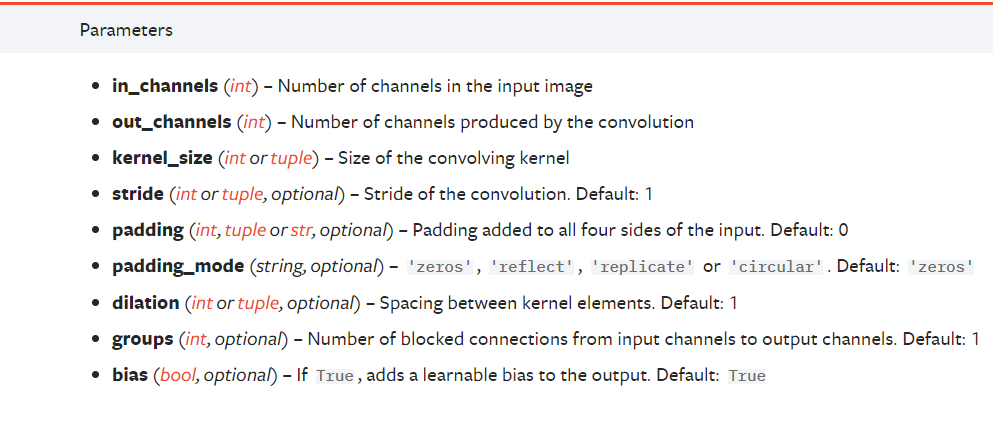 Parameters
• in_channels (int) – Number of channels in the input image
• out_channels (int) – Number of channels produced by the convolution
• kernel_size (int or tuple) – Size of the convolving kernel
• stride (int or tuple, optional) – Stride of the convolution. Default: 1
• padding (int, tuple or str, optional) – Padding added to all four sides of the input. Default: 0
• padding_mode (string, optional) – 'zeros', 'reflect', 'replicate' or 'circular'. Default: 'zeros'
• dilation (int or tuple, optional) – Spacing between kernel elements. Default: 1
• groups (int, optional) – Number of blocked connections from input channels to output channels. Default: 1
• bias (bool, optional) – If True, adds a learnable bias to the output. Default: True